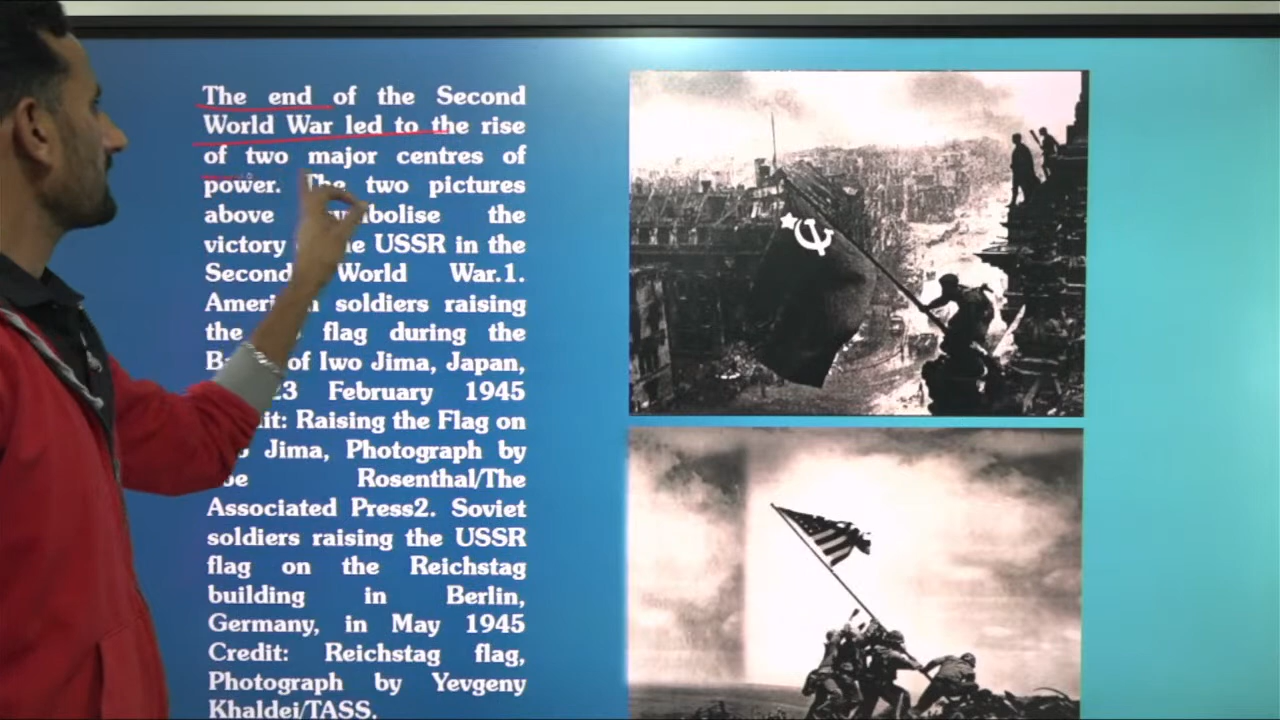 The end of the Second
World War led to the rise
of two major centres of
power. The two pictures
above symbolise the
victory the USSR in the
Second World War.1.
American soldiers raising
the flag during the
of Iwo Jima, Japan,
23 February 1945
Raising the Flag on
Jima, Photograph by
Rosenthal/The
Associated Press2. Soviet
soldiers raising the USSR
flag on the Reichstag
building in Berlin,
Germany, in May 1945
Credit: Reichstag flag,
Photograph by Yevgeny
Khaldei/TASS.